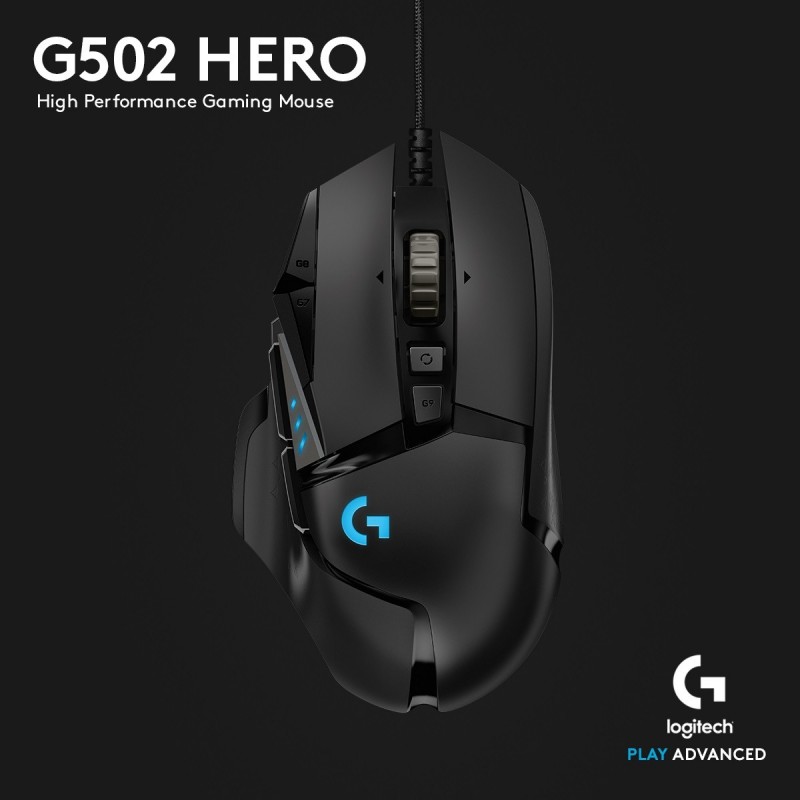 G502 HERO
High Performance Gaming Mouse
G8
G7
G9
logitech
PLAY ADVANCED